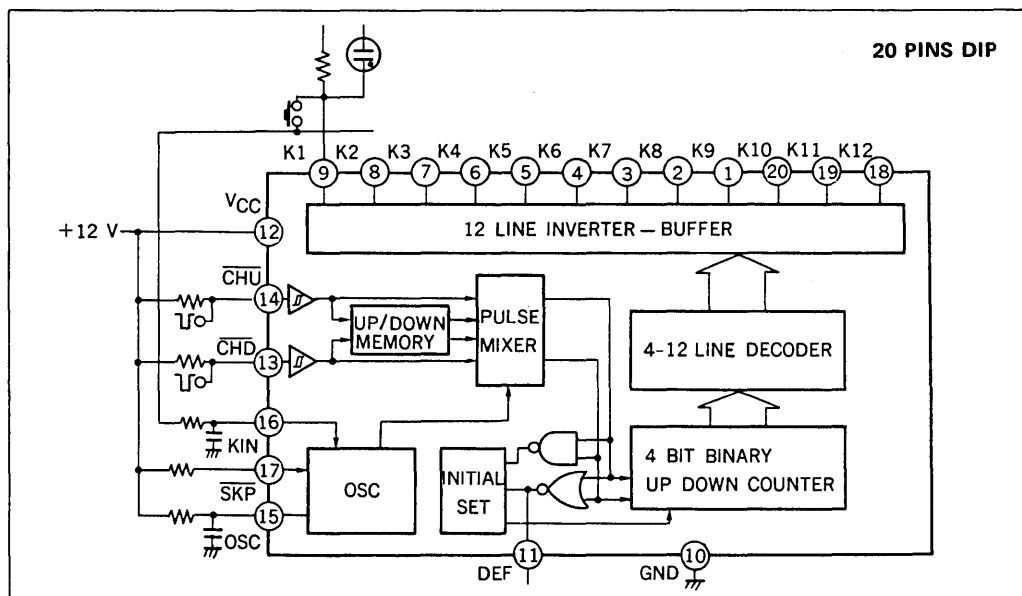 20 PINS DIP
K1 K2 K3 K4 K5 K6 K7 K8 K9 K10 K11 K12
9 8 7 6 5 4 3 2 1 20 19 18
VCC
+12 V
12
12 LINE INVERTER – BUFFER
CHU
14
UP/DOWN
MEMORY
PULSE
MIXER
CHD
13
4-12 LINE DECODER
16
KIN
17
SKP
OSC
INITIAL
SET
4 BIT BINARY
UP DOWN COUNTER
15
OSC
11
DEF
10
GND